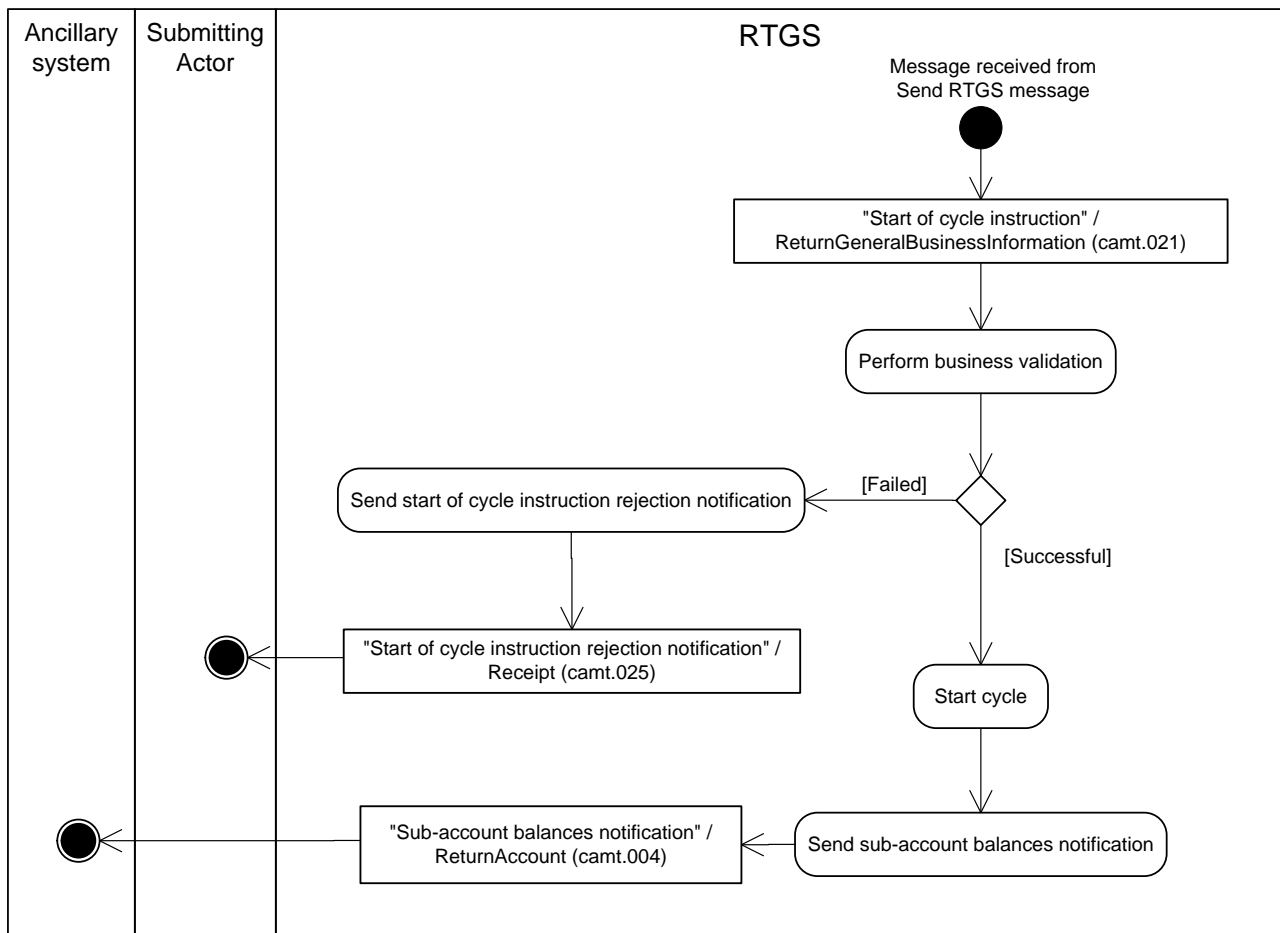 Ancillary
system
Submitting
Actor
RTGS
Message received from
Send RTGS message
"Start of cycle instruction" /
ReturnGeneralBusinessInformation (camt.021)
Perform business validation
[Failed]
Send start of cycle instruction rejection notification
[Successful]
"Start of cycle instruction rejection notification" /
Receipt (camt.025)
Start cycle
"Sub-account balances notification" /
ReturnAccount (camt.004)
Send sub-account balances notification